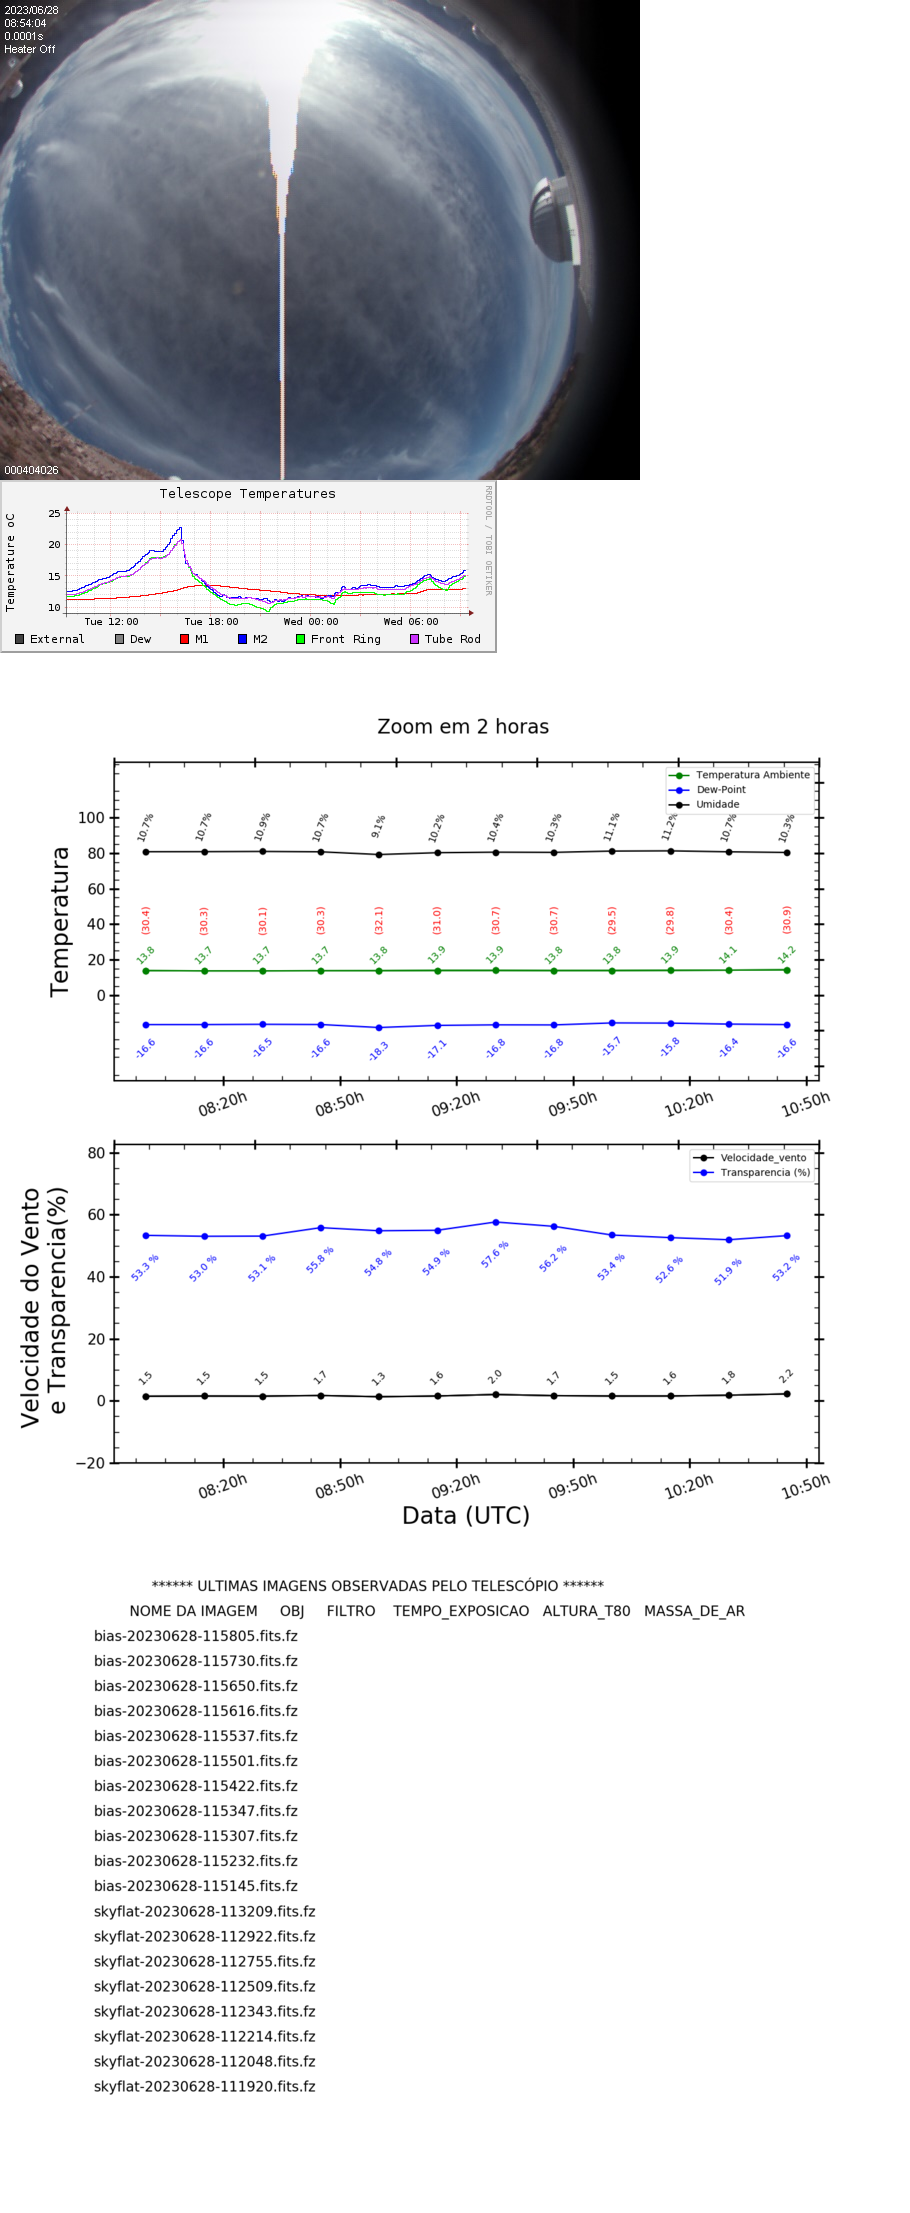 2023/06/28
08:54:04
0.0001s
Heater Off
000404026
Telescope Temperatures
RRDTOOL / TOBI OETIKER
Temperature oC
25
20
15
10
Tue 12:00 Tue 18:00 Wed 00:00 Wed 06:00
External Dew M1 M2 Front Ring Tube Rod
Zoom em 2 horas
Temperatura Ambiente
Dew-Point
Umidade
Temperatura
100
80
60
40
20
0
10.7% 10.7% 10.9% 10.7% 9.1% 10.2% 10.4% 10.3% 11.1% 11.2% 10.7% 10.3%
(30.4) (30.3) (30.1) (30.3) (32.1) (31.0) (30.7) (30.7) (29.5) (29.8) (30.4) (30.9)
13.8 13.7 13.7 13.7 13.8 13.9 13.9 13.8 13.8 13.9 14.1 14.2
-16.6 -16.6 -16.5 -16.6 -18.3 -17.1 -16.8 -16.8 -15.7 -15.8 -16.4 -16.6
08:20h 08:50h 09:20h 09:50h 10:20h 10:50h
Velocidade_vento
Transparencia (%)
Velocidade do Vento
e Transparencia(%)
80
60
40
20
0
−20
53.3 % 53.0 % 53.1 % 55.8 % 54.8 % 54.9 % 57.6 % 56.2 % 53.4 % 52.6 % 51.9 % 53.2 %
1.5 1.5 1.5 1.7 1.3 1.6 2.0 1.7 1.5 1.6 1.8 2.2
08:20h 08:50h 09:20h 09:50h 10:20h 10:50h
Data (UTC)
****** ULTIMAS IMAGENS OBSERVADAS PELO TELESCÓPIO ******
NOME DA IMAGEM OBJ FILTRO TEMPO_EXPOSICAO ALTURA_T80 MASSA_DE_AR
bias-20230628-115805.fits.fz
bias-20230628-115730.fits.fz
bias-20230628-115650.fits.fz
bias-20230628-115616.fits.fz
bias-20230628-115537.fits.fz
bias-20230628-115501.fits.fz
bias-20230628-115422.fits.fz
bias-20230628-115347.fits.fz
bias-20230628-115307.fits.fz
bias-20230628-115232.fits.fz
bias-20230628-115145.fits.fz
skyflat-20230628-113209.fits.fz
skyflat-20230628-112922.fits.fz
skyflat-20230628-112755.fits.fz
skyflat-20230628-112509.fits.fz
skyflat-20230628-112343.fits.fz
skyflat-20230628-112214.fits.fz
skyflat-20230628-112048.fits.fz
skyflat-20230628-111920.fits.fz